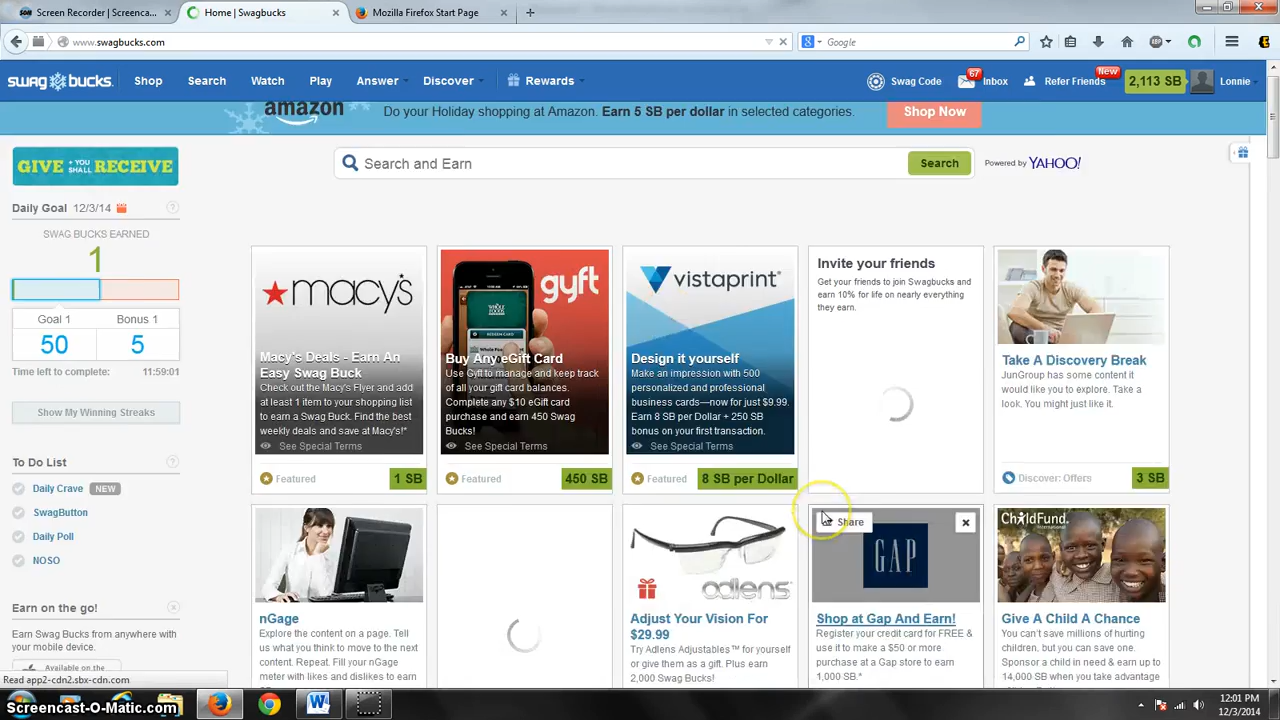 Screen Recorder | Screenca...
Home | Swagbucks
Mozilla Firefox Start Page
www.swagbucks.com
Google
SWAG BUCKS
Shop
Search
Watch
Play
Answer
Discover
Rewards
Swag Code
67
Inbox
Refer Friends
New
2,113 SB
Lonnie
amazon
Do your Holiday shopping at Amazon. Earn 5 SB per dollar in selected categories.
Shop Now
GIVE + YOU SHALL RECEIVE
Search and Earn
Search
Powered by YAHOO!
Daily Goal 12/3/14
SWAG BUCKS EARNED
1
Goal 1
Bonus 1
50
5
Time left to complete: 11:59:01
Show My Winning Streaks
To Do List
Daily Crave NEW
SwagButton
Daily Poll
NOSO
Earn on the go!
Earn Swag Bucks from anywhere with
your mobile device.
Available on the
macys
Macy's Deals - Earn An
Easy Swag Buck
Check out the Macy's Flyer and add
at least 1 item to your shopping list
to earn a Swag Buck. Find the best
weekly deals and save at Macy's!*
See Special Terms
Featured
1 SB
gyft
Buy Any eGift Card
Use Gyft to manage and keep track
of all your gift card balances.
Complete any $10 eGift card
purchase and earn 450 Swag
Bucks!
See Special Terms
Featured
450 SB
vistaprint
Design it yourself
Make an impression with 500
personalized and professional
business cards—now for just $9.99.
Earn 8 SB per Dollar + 250 SB
bonus on your first transaction.
See Special Terms
Featured
8 SB per Dollar
Invite your friends
Get your friends to join Swagbucks and
earn 10% for life on nearly everything
they earn.
Take A Discovery Break
JunGroup has some content it
would like you to explore. Take a
look. You might just like it.
Discover: Offers
3 SB
nGage
Explore the content on a page. Tell
us what you think to move to the next
content. Repeat. Fill your nGage
meter with likes and dislikes to earn
adlens
Adjust Your Vision For
$29.99
Try Adlens Adjustables™ for yourself
or give them as a gift. Plus earn
2,000 Swag Bucks!
Share
GAP
Shop at Gap And Earn!
Register your credit card for FREE &
use it to make a $50 or more
purchase at a Gap store to earn
1,000 SB.*
ChildFund.
International
Give A Child A Chance
You can't save millions of hurting
children, but you can save one.
Sponsor a child in need & earn up to
14,000 SB when you take advantage
Read app2-cdn2.sbx-cdn.com
Screencast-O-Matic.com
12:01 PM
12/3/2014